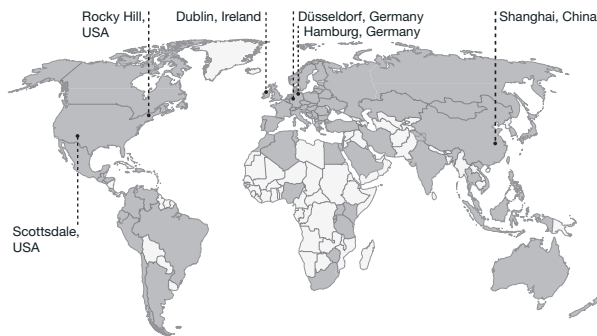 Rocky Hill,
USA
Dublin, Ireland
Düsseldorf, Germany
Hamburg, Germany
Shanghai, China
Scottsdale,
USA